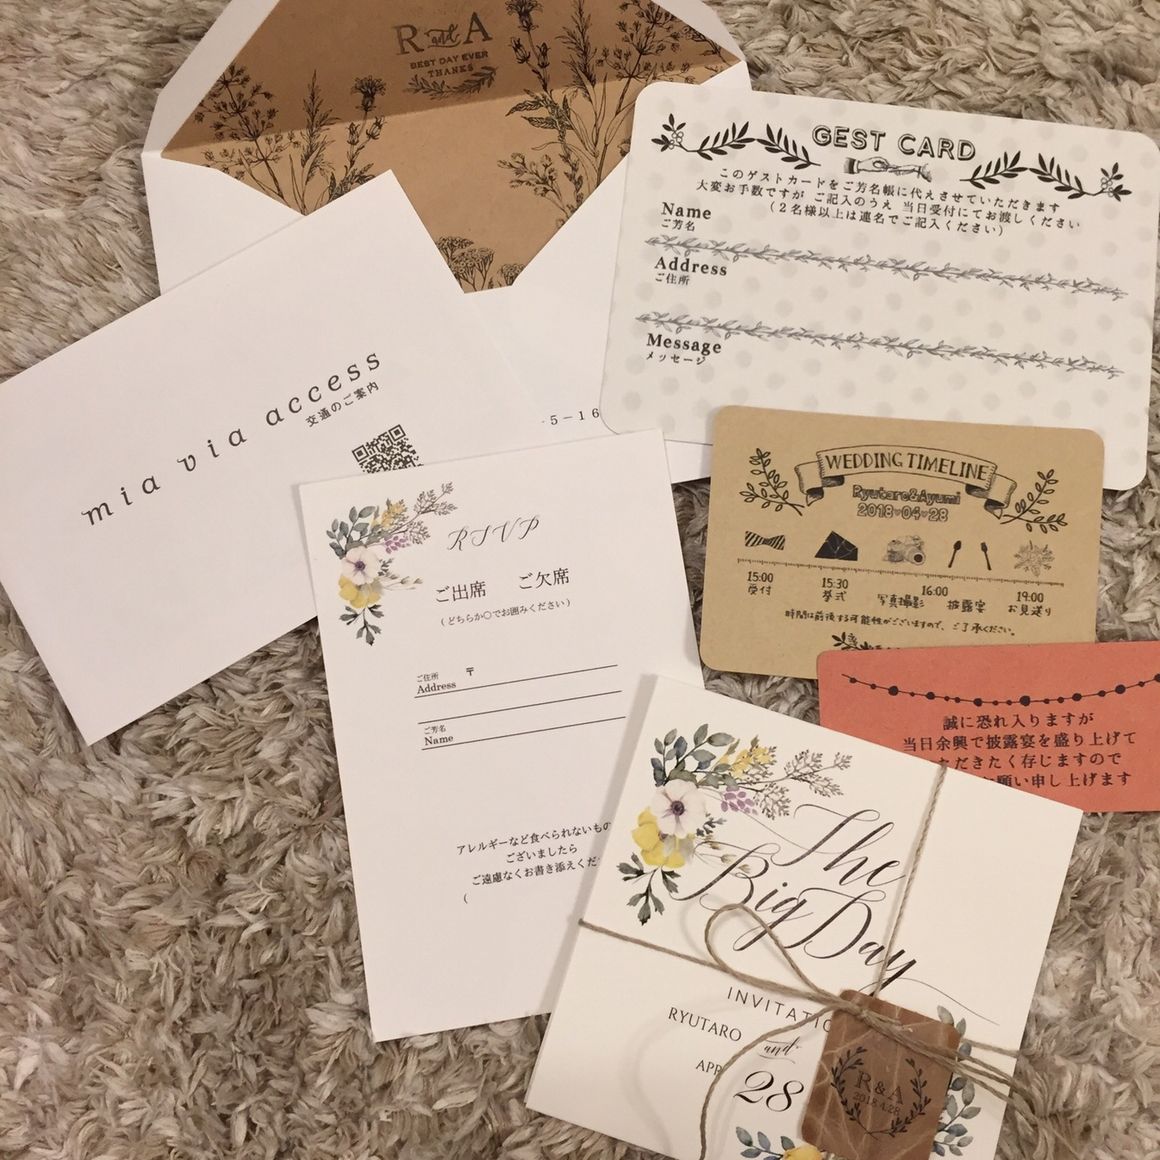 R and A
BEST DAY EVER
THANKS
GEST CARD
このゲストカードをご芳名帳に代えさせていただきます
大変お手数ですが ご記入のうえ 当日受付にてお渡しください
(2名様以上は連名でご記入ください)
Name
ご芳名
Address
ご住所
Message
メッセージ
mia via access
交通のご案内
5-16
WEDDING TIMELINE
Ryutaro&Ayumi
2018♥04♥28
15:00 15:30 16:00 19:00
受付 挙式 写真撮影 披露宴 お見送り
時間は前後する可能性がございますので、ご了承ください。
RSVP
ご出席 ご欠席
(どちらか○でお囲みください)
ご住所 〒
Address
ご芳名
Name
アレルギーなど食べられないもの
ございましたら
ご遠慮なくお書き添えくだ
(
誠に恐れ入りますが
当日余興で披露宴を盛り上げて
ただきたく存じますので
お願い申し上げます
The
Big Day
INVITATIO
RYUTARO and
APR
28
R & A
2018.4.28